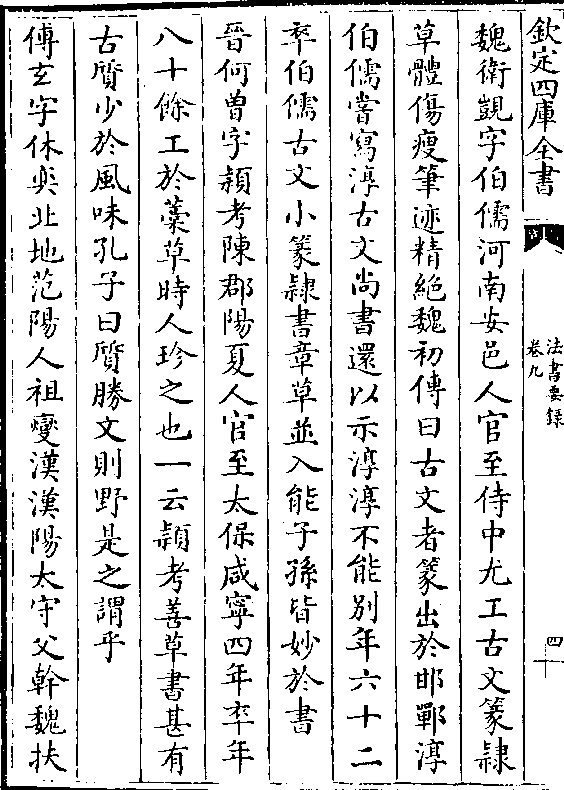 欽定四庫全書
法書要録
卷九
四十一
魏衛覬字伯儒河南安邑人官至侍中尤工古文篆隸
草體傷瘦筆迹精絶魏初傳曰古文者篆出於邯鄲淳
伯儒嘗寫淳古文尚書還以示淳淳不能别年六十二
卒伯儒古文小篆隸書章草並入能子孫皆妙於書
晉何曽字穎考陳郡陽夏人官至太保咸寧四年卒年
八十餘工於藁草時人珍之也一云穎考善草書甚有
古質少於風味孔子曰質勝文則野是之謂乎
傅玄字休奕北地范陽人祖燮漢漢陽太守父幹魏扶